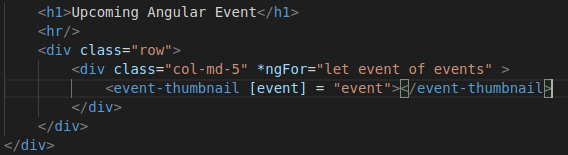 <h1>Upcoming Angular Event</h1>
<hr/>
<div class="row">
<div class="col-md-5" *ngFor="let event of events" >
<event-thumbnail [event] = "event"></event-thumbnail>
</div>
</div>
</div>